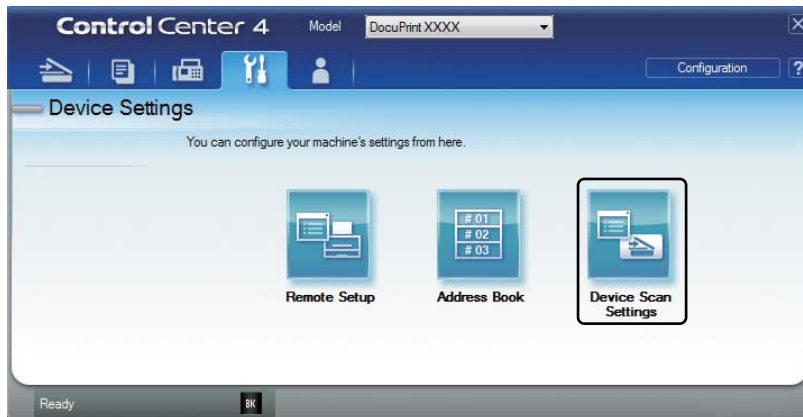 Control Center 4
Model
DocuPrint XXXX
X
Configuration
?
Device Settings
You can configure your machine's settings from here.
# 01
# 02
# 03
Remote Setup
Address Book
Device Scan
Settings
Ready
BK